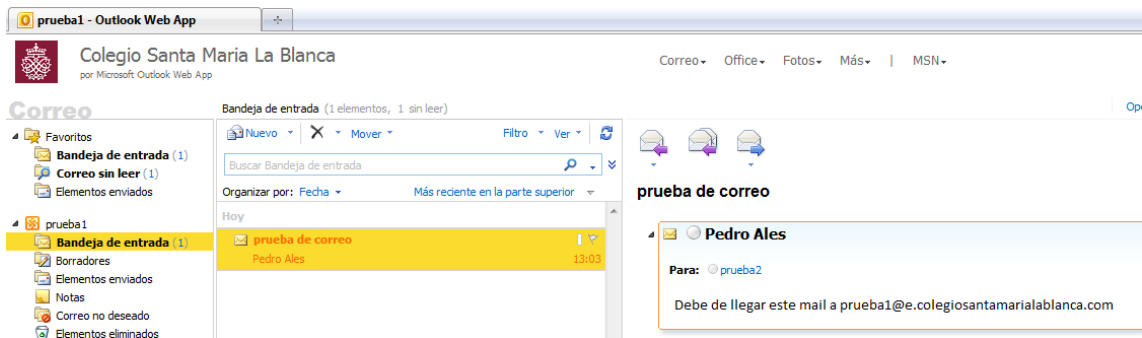 prueba1 - Outlook Web App
Colegio Santa Maria La Blanca
por Microsoft Outlook Web App
Correo Office Fotos Más | MSN
Correo
Favoritos
Bandeja de entrada (1)
Correo sin leer (1)
Elementos enviados
prueba1
Bandeja de entrada (1)
Borradores
Elementos enviados
Notas
Correo no deseado
Elementos eliminados
Bandeja de entrada (1 elementos, 1 sin leer)
Nuevo Mover Filtro Ver
Buscar Bandeja de entrada
Organizar por: Fecha Más reciente en la parte superior
Hoy
prueba de correo
Pedro Ales 13:03
prueba de correo
Pedro Ales
Para: prueba2
Debe de llegar este mail a prueba1@e.colegiosantamarialablanca.com